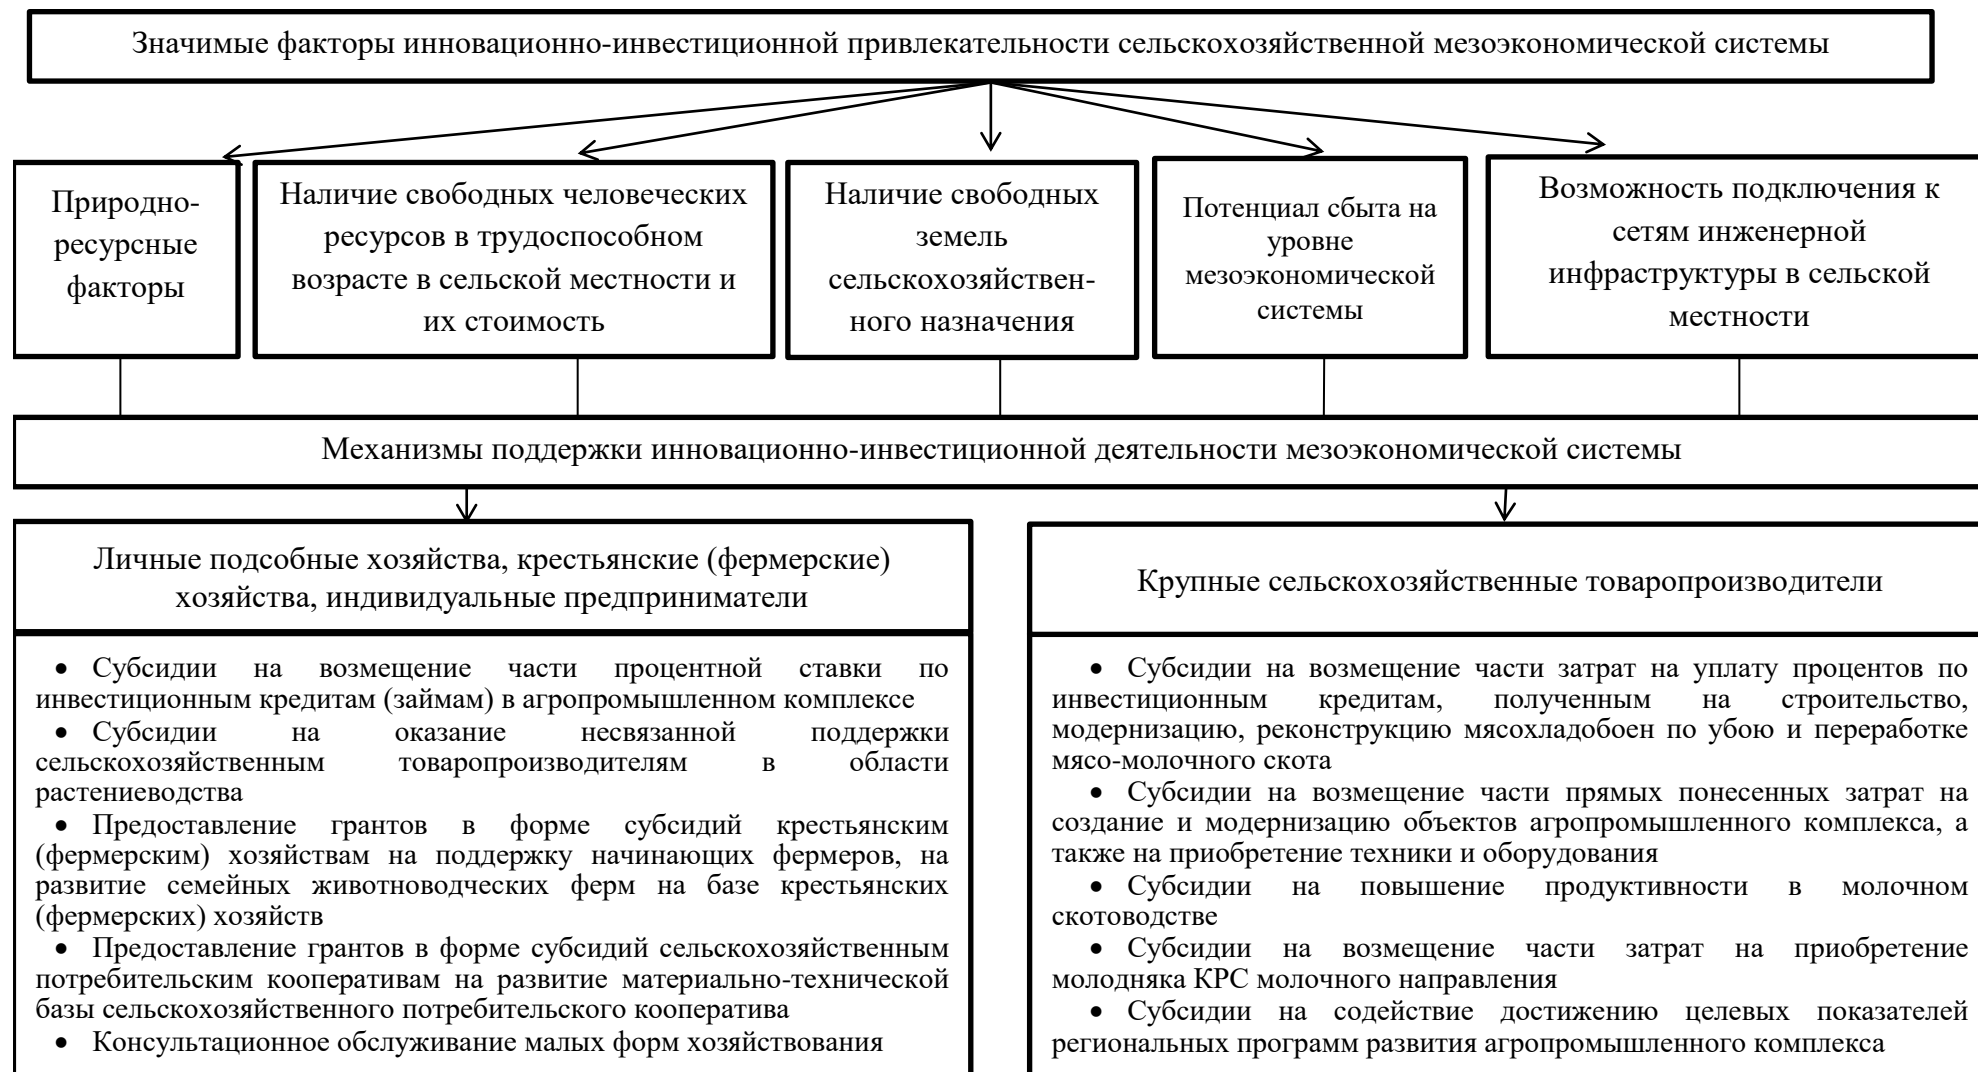 Значимые факторы инновационно-инвестиционной привлекательности сельскохозяйственной мезоэкономической системы
Природно-
ресурсные
факторы
Наличие свободных человеческих
ресурсов в трудоспособном
возрасте в сельской местности и
их стоимость
Наличие свободных
земель
сельскохозяйствен-
ного назначения
Потенциал сбыта на
уровне
мезоэкономической
системы
Возможность подключения к
сетям инженерной
инфраструктуры в сельской
местности
Механизмы поддержки инновационно-инвестиционной деятельности мезоэкономической системы
Личные подсобные хозяйства, крестьянские (фермерские)
хозяйства, индивидуальные предприниматели
• Субсидии на возмещение части процентной ставки по
инвестиционным кредитам (займам) в агропромышленном комплексе
• Субсидии на оказание несвязанной поддержки
сельскохозяйственным товаропроизводителям в области
растениеводства
• Предоставление грантов в форме субсидий крестьянским
(фермерским) хозяйствам на поддержку начинающих фермеров, на
развитие семейных животноводческих ферм на базе крестьянских
(фермерских) хозяйств
• Предоставление грантов в форме субсидий сельскохозяйственным
потребительским кооперативам на развитие материально-технической
базы сельскохозяйственного потребительского кооператива
• Консультационное обслуживание малых форм хозяйствования
Крупные сельскохозяйственные товаропроизводители
• Субсидии на возмещение части затрат на уплату процентов по
инвестиционным кредитам, полученным на строительство,
модернизацию, реконструкцию мясохладобоен по убою и переработке
мясо-молочного скота
• Субсидии на возмещение части прямых понесенных затрат на
создание и модернизацию объектов агропромышленного комплекса, а
также на приобретение техники и оборудования
• Субсидии на повышение продуктивности в молочном
скотоводстве
• Субсидии на возмещение части затрат на приобретение
молодняка КРС молочного направления
• Субсидии на содействие достижению целевых показателей
региональных программ развития агропромышленного комплекса